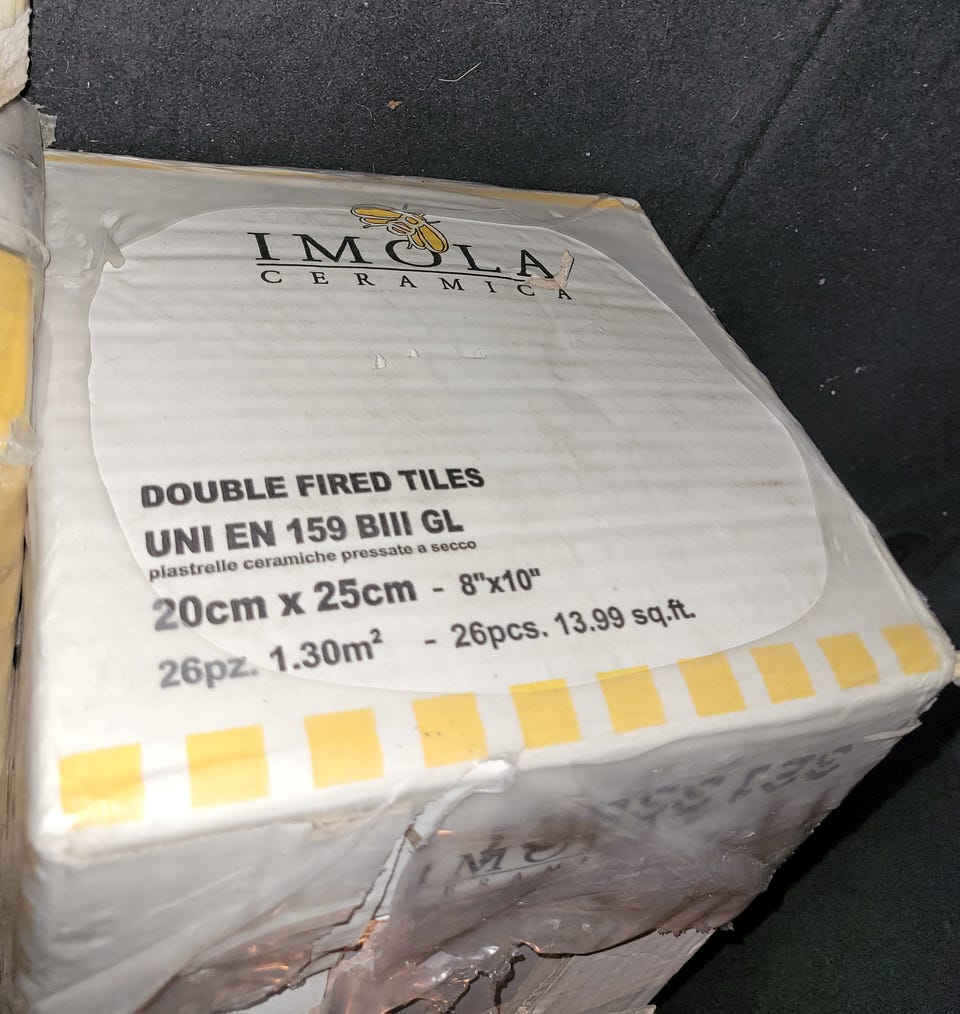 IMOLA
CERAMICA
DOUBLE FIRED TILES
UNI EN 159 BIII GL
piastrelle ceramiche pressate a secco
20cm x 25cm - 8"x10"
26pz. 1.30m² - 26pcs. 13.99 sq.ft.
IMO